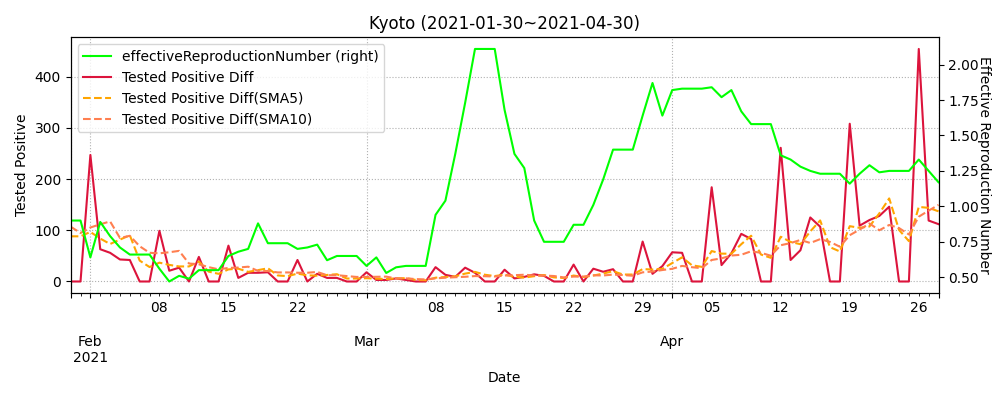 Kyoto (2021-01-30~2021-04-30)
effectiveReproductionNumber (right)
Tested Positive Diff
Tested Positive Diff(SMA5)
Tested Positive Diff(SMA10)
Tested Positive
400
300
200
100
0
2.00
1.75
1.50
1.25
1.00
0.75
0.50
Effective Reproduction Number
08 15 22 08 15 22 29 05 12 19 26
Feb Mar Apr
2021
Date